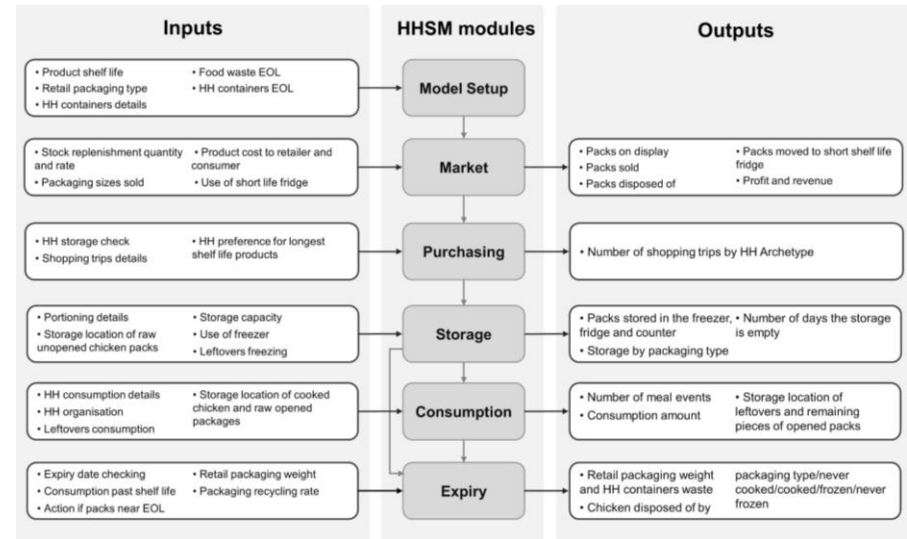 Inputs
HHSM modules
Outputs
• Product shelf life
• Retail packaging type
• HH containers details
• Food waste EOL
• HH containers EOL
Model Setup
• Stock replenishment quantity
and rate
• Packaging sizes sold
• Product cost to retailer and
consumer
• Use of short life fridge
Market
• Packs on display
• Packs sold
• Packs disposed of
• Packs moved to short shelf life
fridge
• Profit and revenue
• HH storage check
• Shopping trips details
• HH preference for longest
shelf life products
Purchasing
• Number of shopping trips by HH Archetype
• Portioning details
• Storage location of raw
unopened chicken packs
• Storage capacity
• Use of freezer
• Leftovers freezing
Storage
• Packs stored in the freezer,
fridge and counter
• Storage by packaging type
• Number of days the storage
is empty
• HH consumption details
• HH organisation
• Leftovers consumption
• Storage location of cooked
chicken and raw opened
packages
Consumption
• Number of meal events
• Consumption amount
• Storage location of
leftovers and remaining
pieces of opened packs
• Expiry date checking
• Consumption past shelf life
• Action if packs near EOL
• Retail packaging weight
• Packaging recycling rate
Expiry
• Retail packaging weight
and HH containers waste
• Chicken disposed of by
packaging type/never
cooked/cooked/frozen/never
frozen